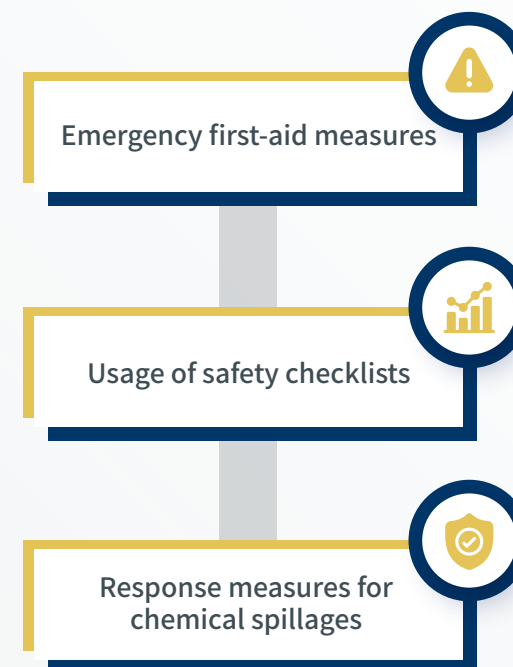 Emergency first-aid measures
Usage of safety checklists
Response measures for
chemical spillages